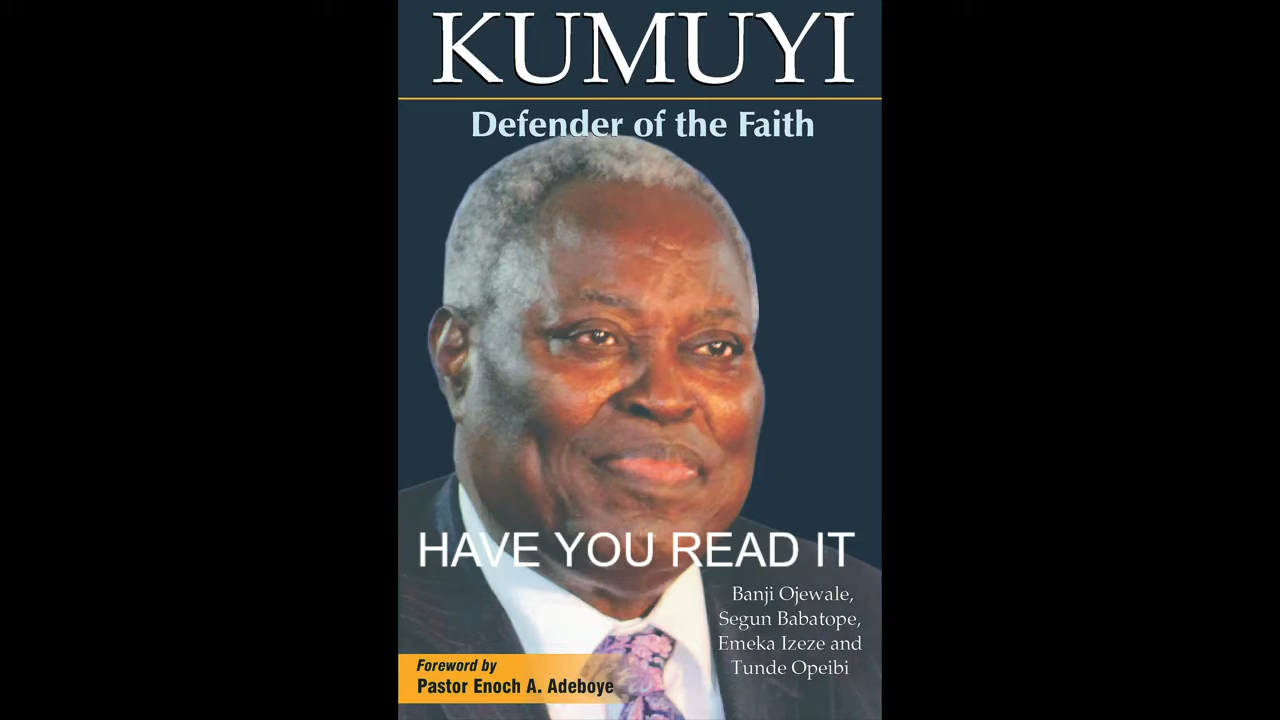 KUMUYI
Defender of the Faith
HAVE YOU READ IT
Banji Ojewale,
Segun Babatope,
Emeka Izeze and
Tunde Opeibi
Foreword by
Pastor Enoch A. Adeboye